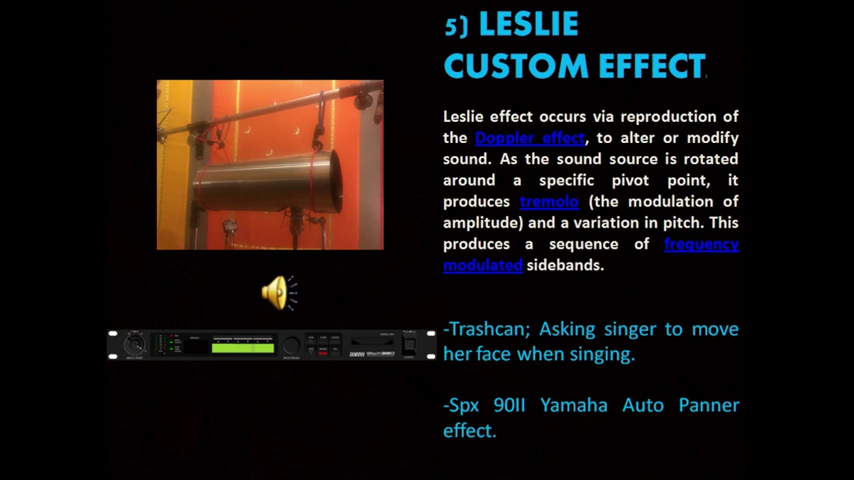 5) LESLIE
CUSTOM EFFECT.
Leslie effect occurs via reproduction of
the Doppler effect, to alter or modify
sound. As the sound source is rotated
around a specific pivot point, it
produces tremolo (the modulation of
amplitude) and a variation in pitch. This
produces a sequence of frequency
modulated sidebands.
-Trashcan; Asking singer to move
her face when singing.
-Spx 90II Yamaha Auto Panner
effect.